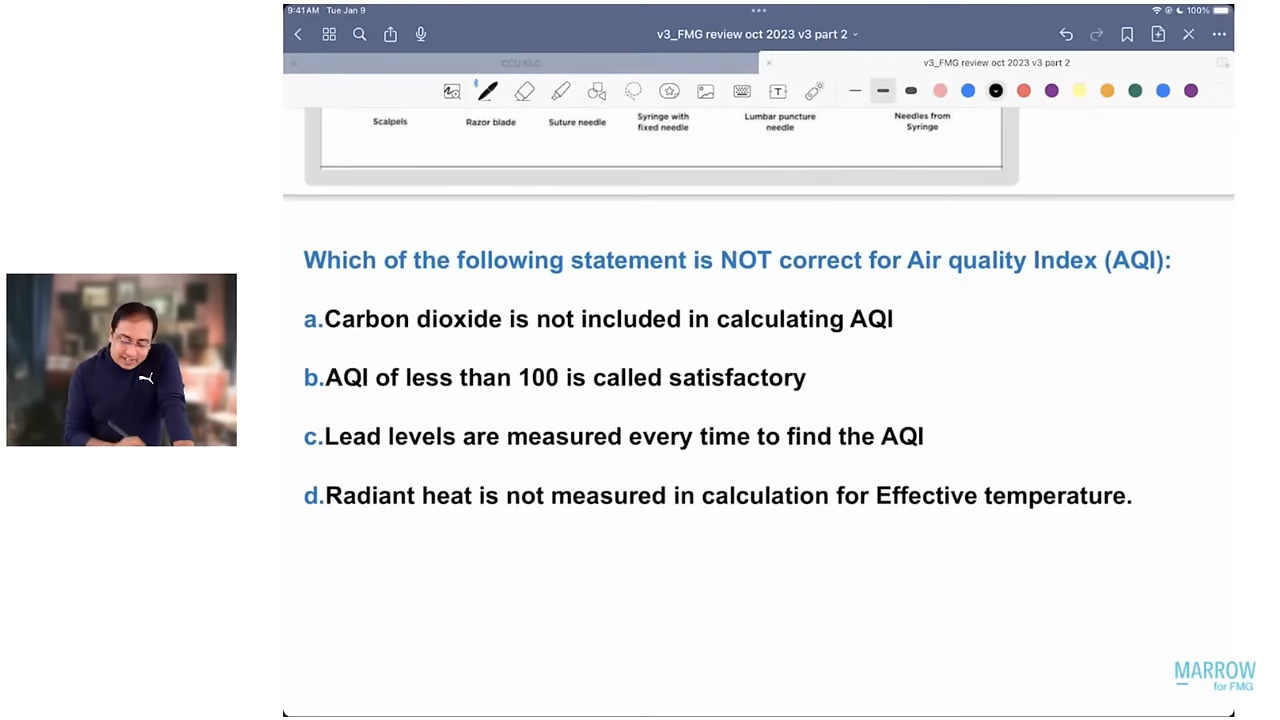 9:41AM Tue Jan 9
100%
v3_FMG review oct 2023 v3 part 2
CCU NLC
v3_FMG review oct 2023 v3 part 2
Scalpels
Razor blade
Suture needle
Syringe with
fixed needle
Lumbar puncture
needle
Needles from
Syringe
Which of the following statement is NOT correct for Air quality Index (AQI):
a.Carbon dioxide is not included in calculating AQI
b.AQI of less than 100 is called satisfactory
c.Lead levels are measured every time to find the AQI
d.Radiant heat is not measured in calculation for Effective temperature.
MARROW
for FMG